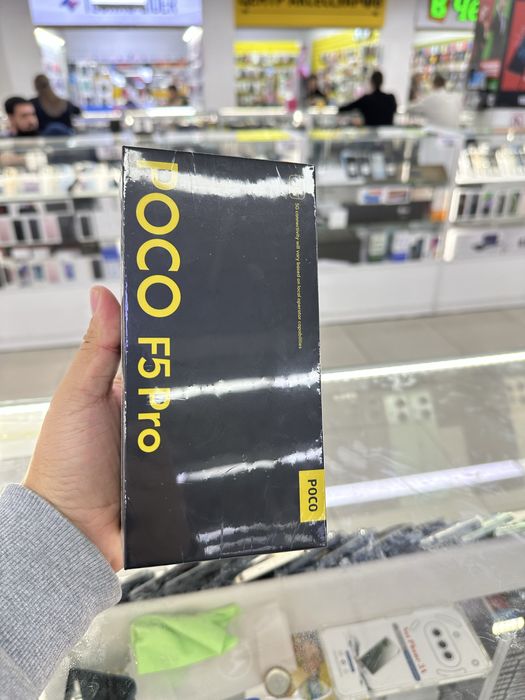 POCO F5 Pro
5G connectivity will vary based on local operator capabilities
POCO